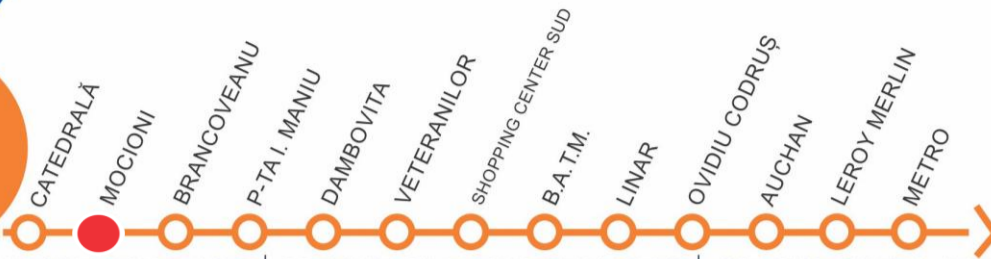 CATEDRALĂ
MOCIONI
BRANCOVEANU
P-TA I. MANIU
DAMBOVITA
VETERANILOR
SHOPPING CENTER SUD
B.A.T.M.
LINAR
OVIDIU CODRUȘ
AUCHAN
LEROY MERLIN
METRO